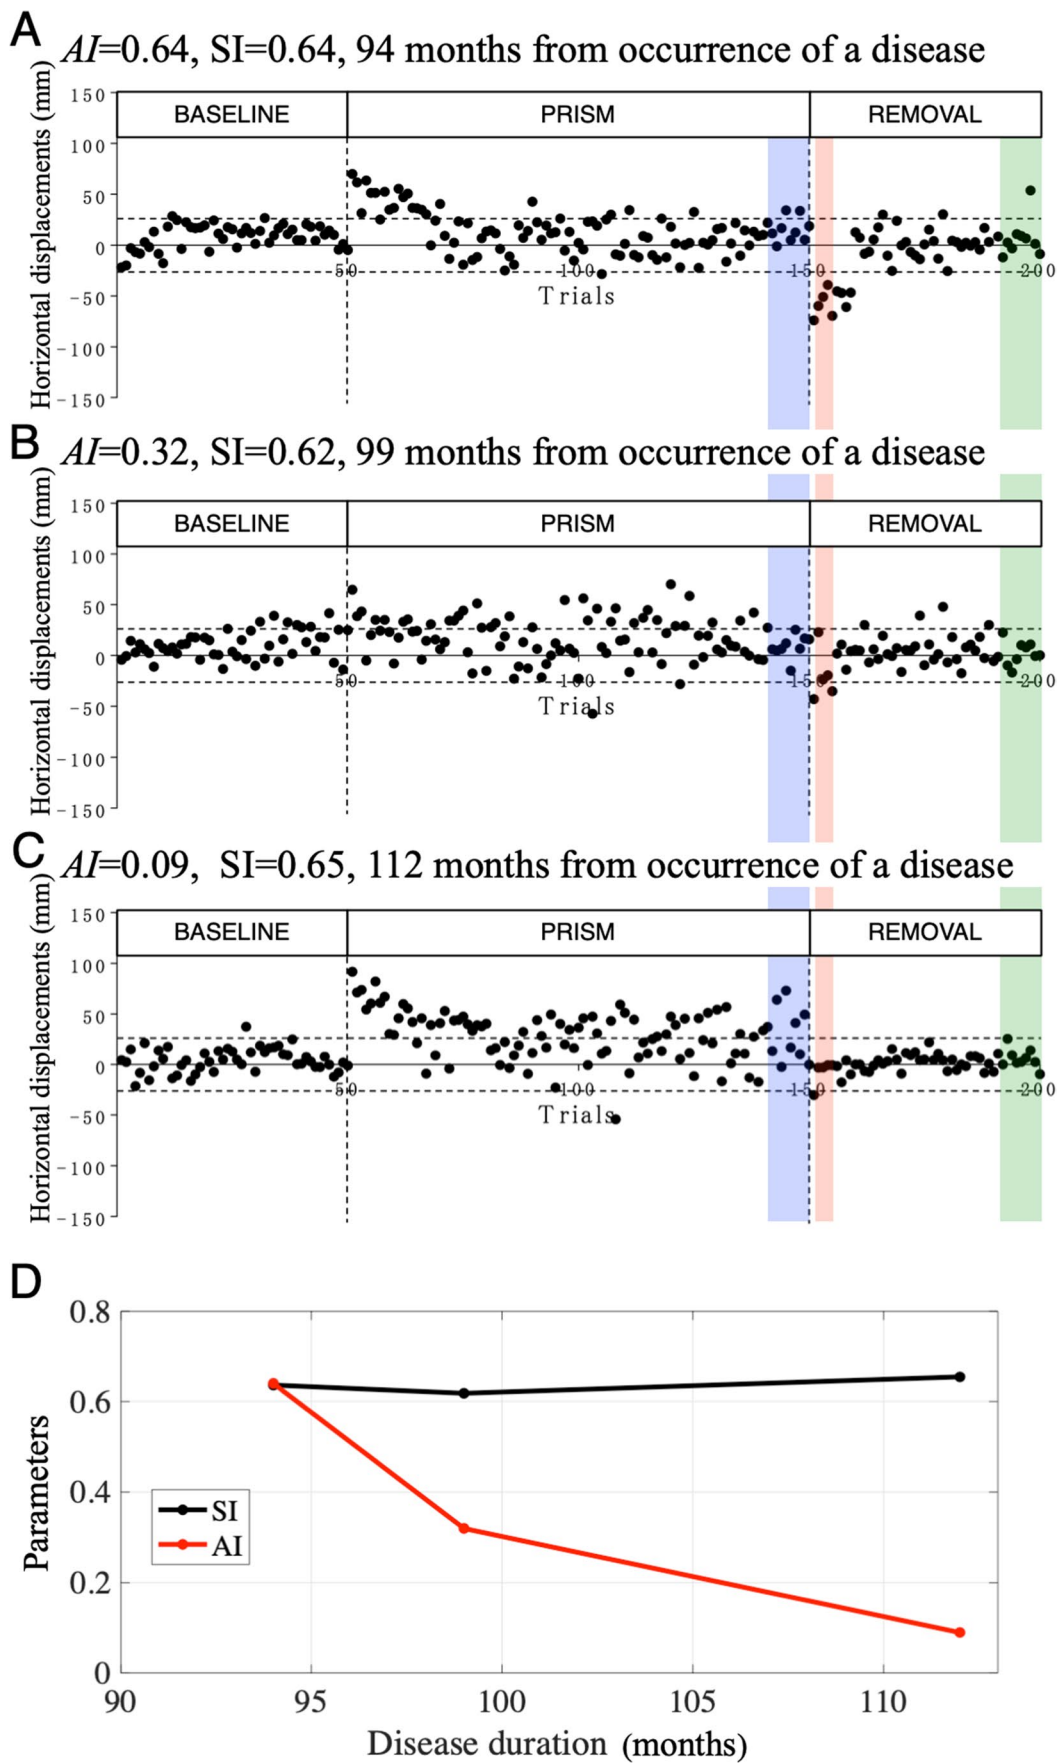 A
AI=0.64, SI=0.64, 94 months from occurrence of a disease
Horizontal displacements (mm)
150
BASELINE PRISM REMOVAL
100
50
0
50 100 150 200
Trials
-50
-100
-150
B
AI=0.32, SI=0.62, 99 months from occurrence of a disease
Horizontal displacements (mm)
150
BASELINE PRISM REMOVAL
100
50
0
50 100 150 200
Trials
-50
-100
-150
C
AI=0.09, SI=0.65, 112 months from occurrence of a disease
Horizontal displacements (mm)
150
BASELINE PRISM REMOVAL
100
50
0
50 100 150 200
Trials
-50
-100
-150
D
Parameters
0.8
0.6
0.4
0.2
0
SI
AI
90 95 100 105 110
Disease duration (months)